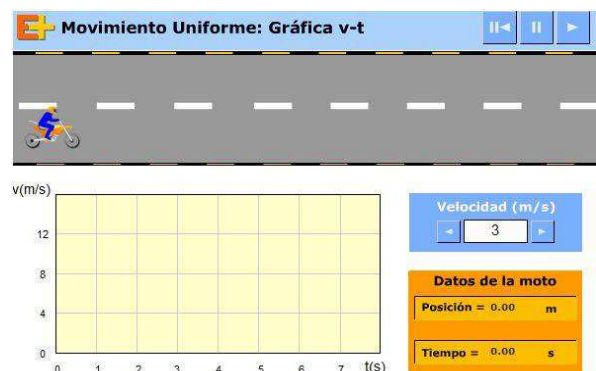 E+ Movimiento Uniforme: Gráfica v-t
v(m/s)
12
8
4
0
0 1 2 3 4 5 6 7 t(s)
Velocidad (m/s)
3
Datos de la moto
Posición = 0.00 m
Tiempo = 0.00 s